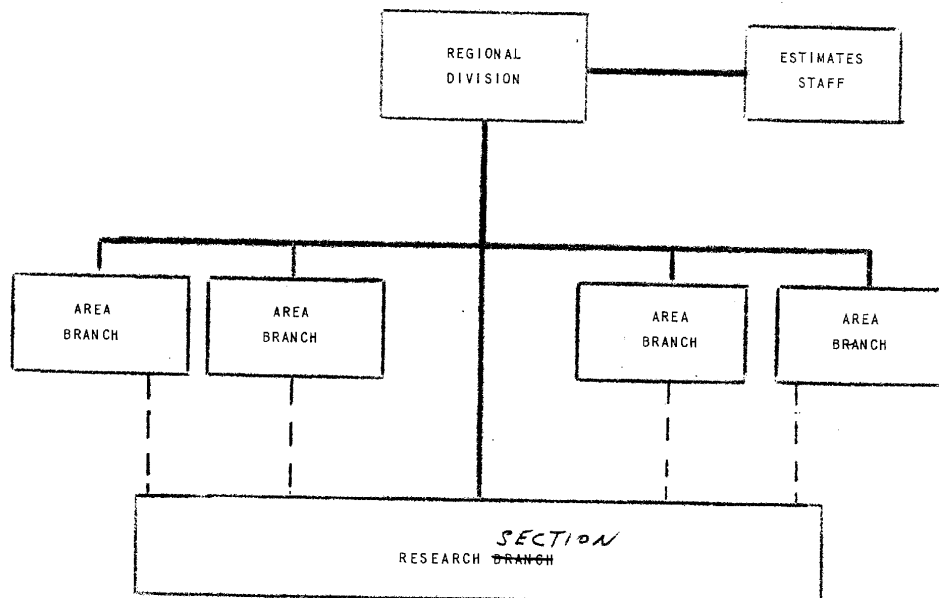 REGIONAL
DIVISION
ESTIMATES
STAFF
AREA
BRANCH
AREA
BRANCH
AREA
BRANCH
AREA
BRANCH
SECTION
RESEARCH BRANCH